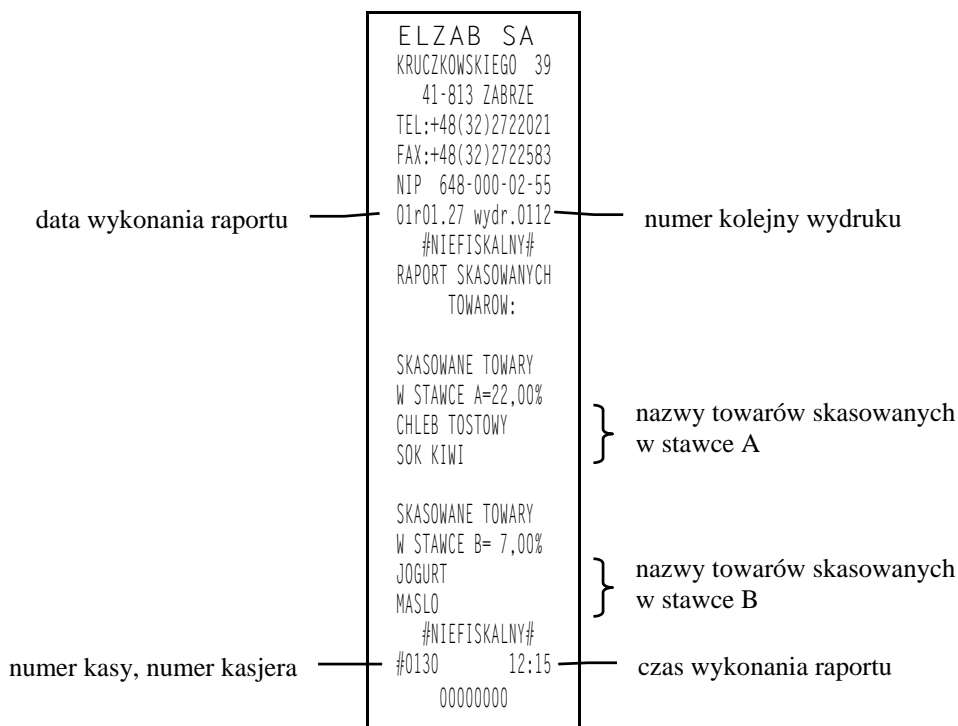 ELZAB SA
KRUCZKOWSKIEGO 39
41-813 ZABRZE
TEL:+48(32)2722021
FAX:+48(32)2722583
NIP 648-000-02-55
data wykonania raportu
01r01.27 wydr.0112
numer kolejny wydruku
#NIEFISKALNY#
RAPORT SKASOWANYCH
TOWAROW:
SKASOWANE TOWARY
W STAWCE A=22,00%
CHLEB TOSTOWY
SOK KIWI
nazwy towarów skasowanych
w stawce A
SKASOWANE TOWARY
W STAWCE B= 7,00%
JOGURT
MASLO
nazwy towarów skasowanych
w stawce B
#NIEFISKALNY#
numer kasy, numer kasjera
#0130 12:15
czas wykonania raportu
00000000